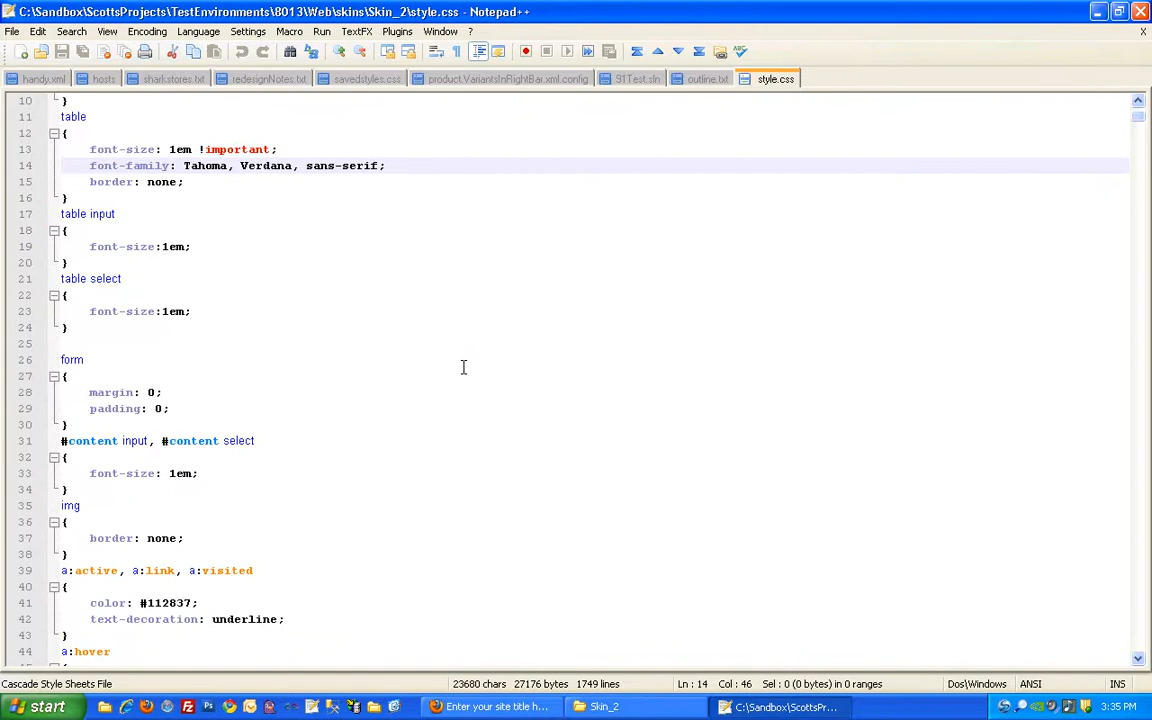 C:\Sandbox\ScottsProjects\TestEnvironments\8013\Web\skins\Skin_2\style.css - Notepad++
File Edit Search View Encoding Language Settings Macro Run TextFX Plugins Window ? X
handy.xml hosts sharkstores.txt redesignNotes.txt savedstyles.css product.VariantsInRightBar.xml.config 91Test.sln outline.txt style.css
10 }
11 table
12 {
13 font-size: 1em !important;
14 font-family: Tahoma, Verdana, sans-serif;
15 border: none;
16 }
17 table input
18 {
19 font-size:1em;
20 }
21 table select
22 {
23 font-size:1em;
24 }
25
26 form
27 {
28 margin: 0;
29 padding: 0;
30 }
31 #content input, #content select
32 {
33 font-size: 1em;
34 }
35 img
36 {
37 border: none;
38 }
39 a:active, a:link, a:visited
40 {
41 color: #112837;
42 text-decoration: underline;
43 }
44 a:hover
Cascade Style Sheets File 23680 chars 27176 bytes 1749 lines Ln : 14 Col : 46 Sel : 0 (0 bytes) in 0 ranges Dos\Windows ANSI INS
start Enter your site title h... Skin_2 C:\Sandbox\ScottsPr... 3:35 PM